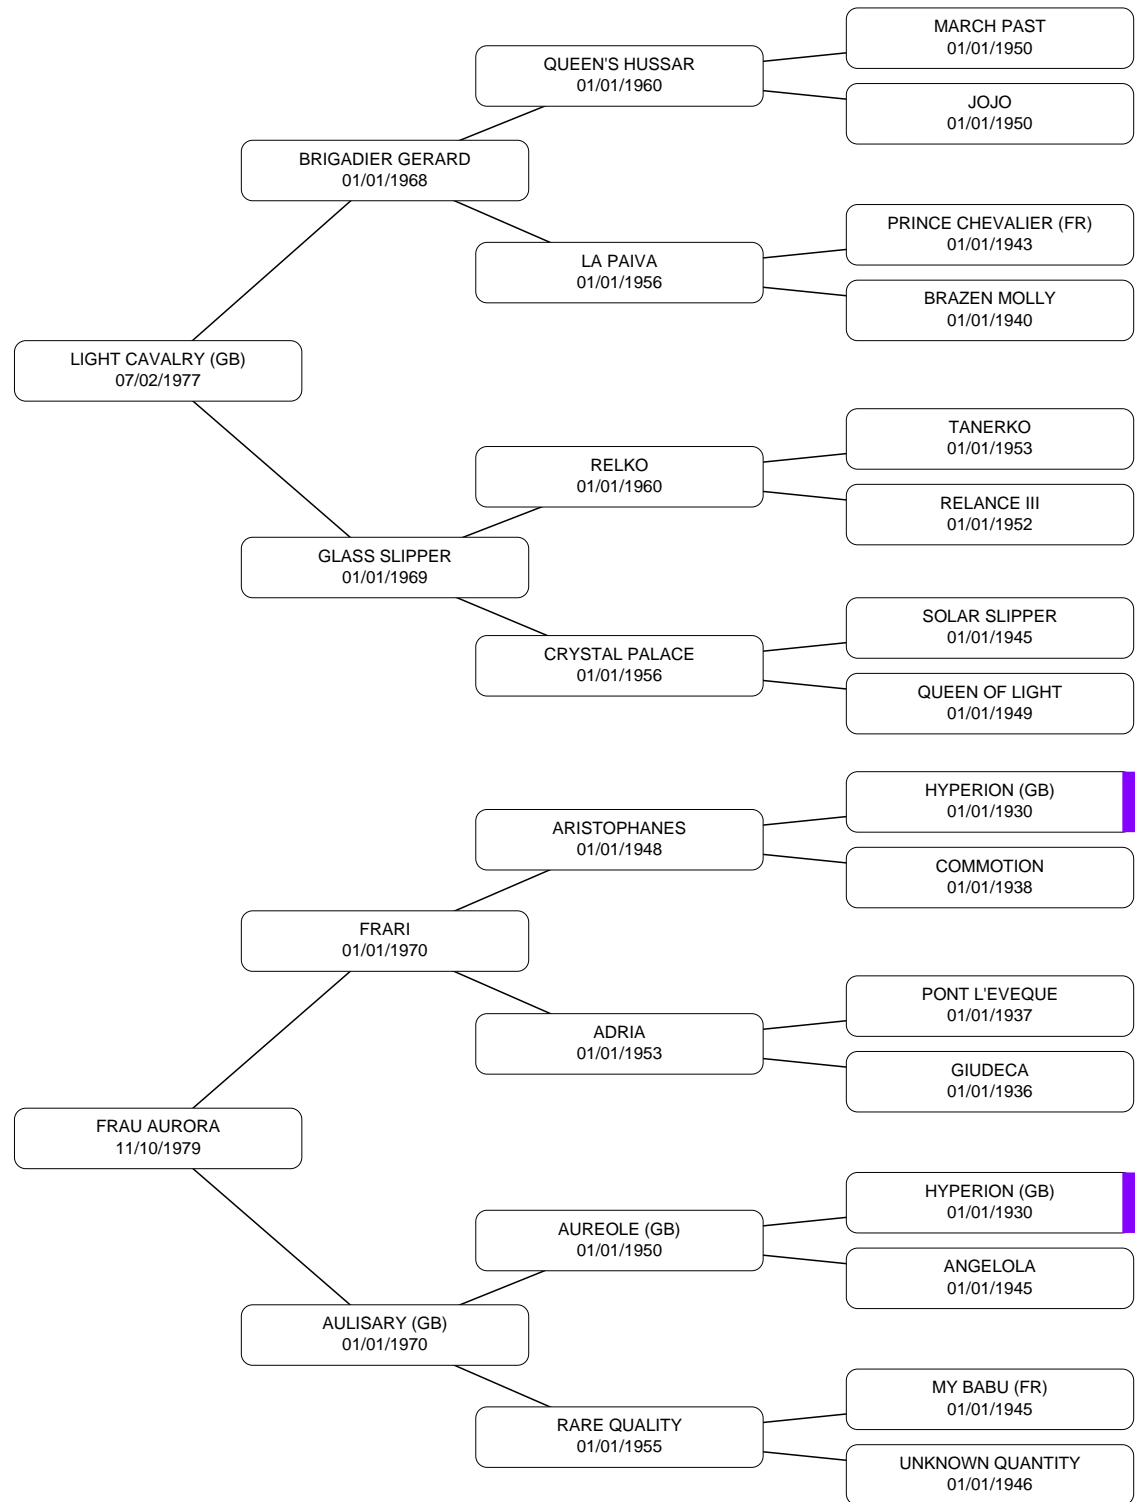 MARCH PAST
01/01/1950
QUEEN'S HUSSAR
01/01/1960
JOJO
01/01/1950
BRIGADIER GERARD
01/01/1968
PRINCE CHEVALIER (FR)
01/01/1943
LA PAIVA
01/01/1956
BRAZEN MOLLY
01/01/1940
LIGHT CAVALRY (GB)
07/02/1977
TANERKO
01/01/1953
RELKO
01/01/1960
RELANCE III
01/01/1952
GLASS SLIPPER
01/01/1969
SOLAR SLIPPER
01/01/1945
CRYSTAL PALACE
01/01/1956
QUEEN OF LIGHT
01/01/1949
HYPERION (GB)
01/01/1930
ARISTOPHANES
01/01/1948
COMMOTION
01/01/1938
FRARI
01/01/1970
PONT L'EVEQUE
01/01/1937
ADRIA
01/01/1953
GIUDECA
01/01/1936
FRAU AURORA
11/10/1979
HYPERION (GB)
01/01/1930
AUREOLE (GB)
01/01/1950
ANGELOLA
01/01/1945
AULISARY (GB)
01/01/1970
MY BABU (FR)
01/01/1945
RARE QUALITY
01/01/1955
UNKNOWN QUANTITY
01/01/1946